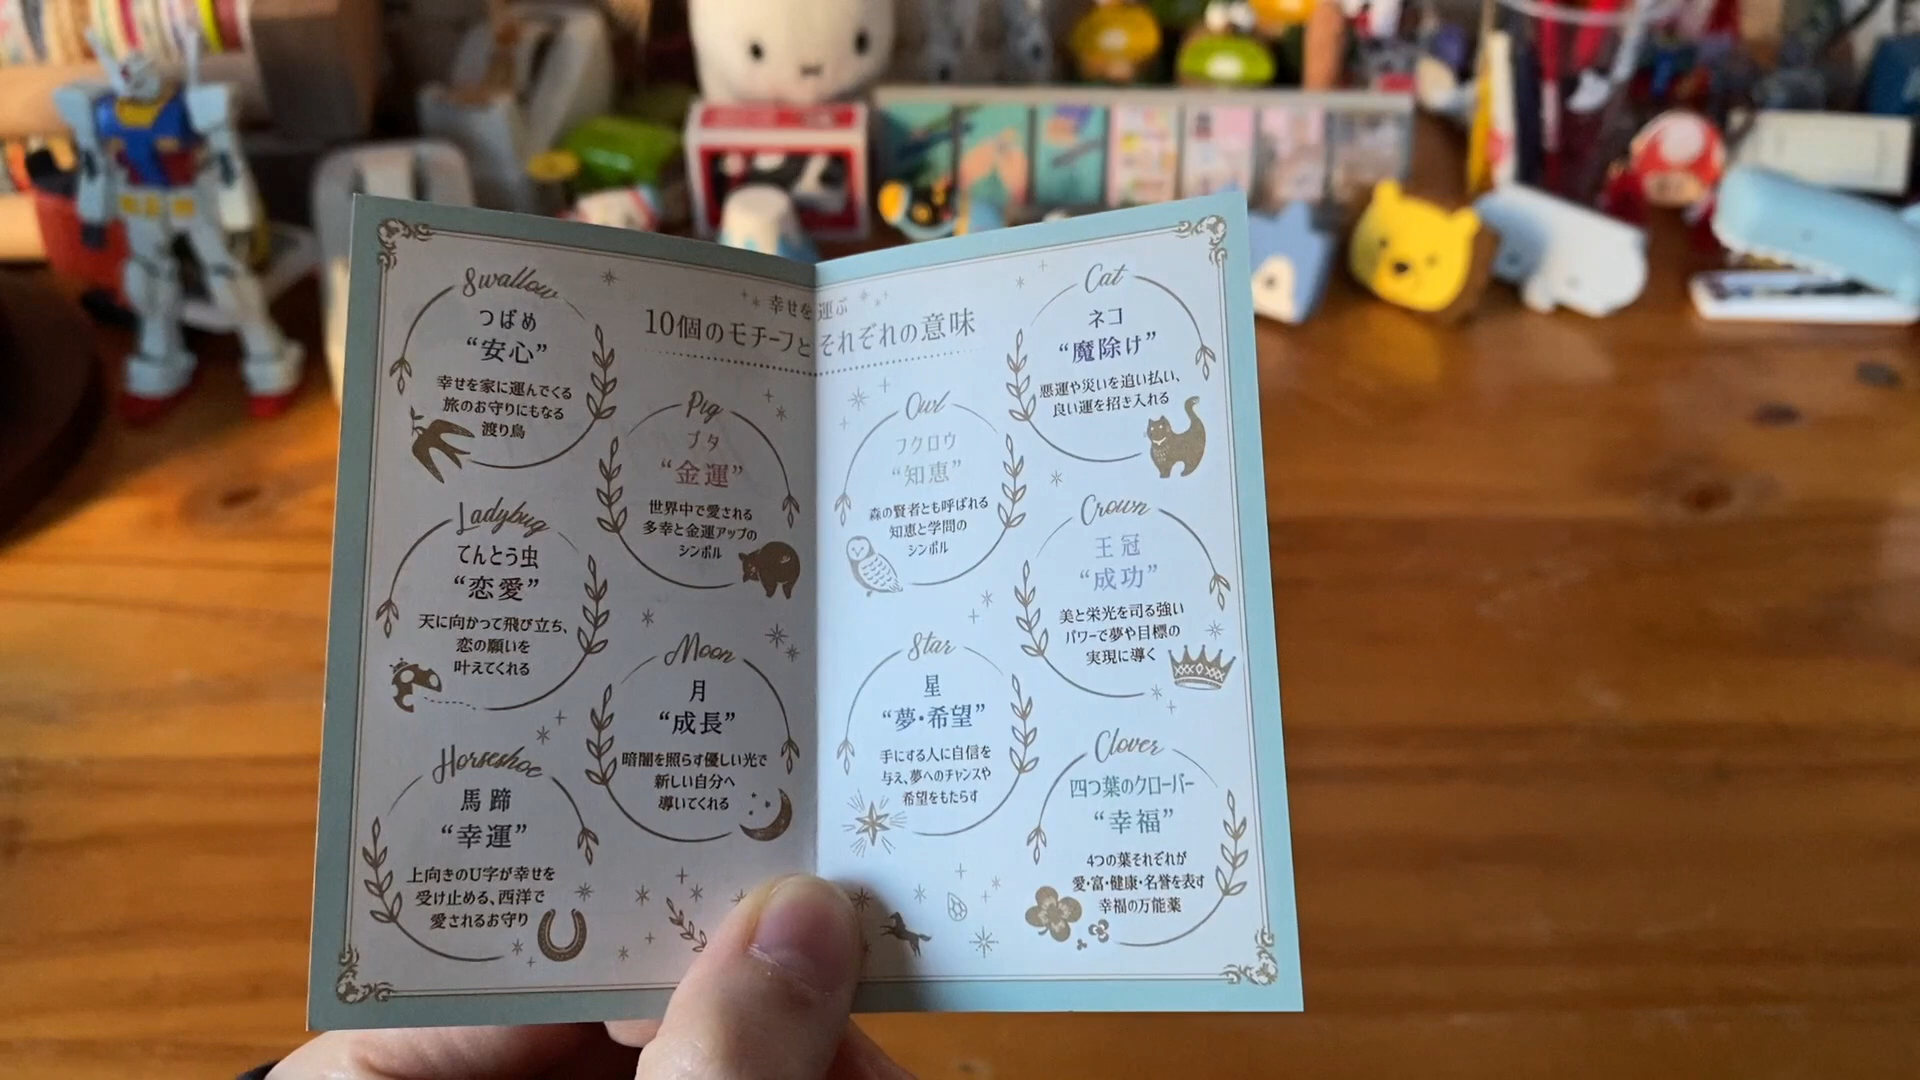 幸せを運ぶ
10個のモチーフとそれぞれの意味
Swallow
つばめ
“安心”
幸せを家に運んでくる
旅のお守りにもなる
渡り鳥
Pig
ブタ
“金運”
世界中で愛される
多幸と金運アップの
シンボル
Ladybug
てんとう虫
“恋愛”
天に向かって飛び立ち、
恋の願いを
叶えてくれる
Moon
月
“成長”
暗闇を照らす優しい光で
新しい自分へ
導いてくれる
Horseshoe
馬蹄
“幸運”
上向きのU字が幸せを
受け止める、西洋で
愛されるお守り
Owl
フクロウ
“知恵”
森の賢者とも呼ばれる
知恵と学問の
シンボル
Cat
ネコ
“魔除け”
悪運や災いを追い払い、
良い運を招き入れる
Crown
王冠
“成功”
美と栄光を司る強い
パワーで夢や目標の
実現に導く
Star
星
“夢・希望”
手にする人に自信を
与え、夢へのチャンスや
希望をもたらす
Clover
四つ葉のクローバー
“幸福”
4つの葉それぞれが
愛・富・健康・名誉を表す
幸福の万能薬